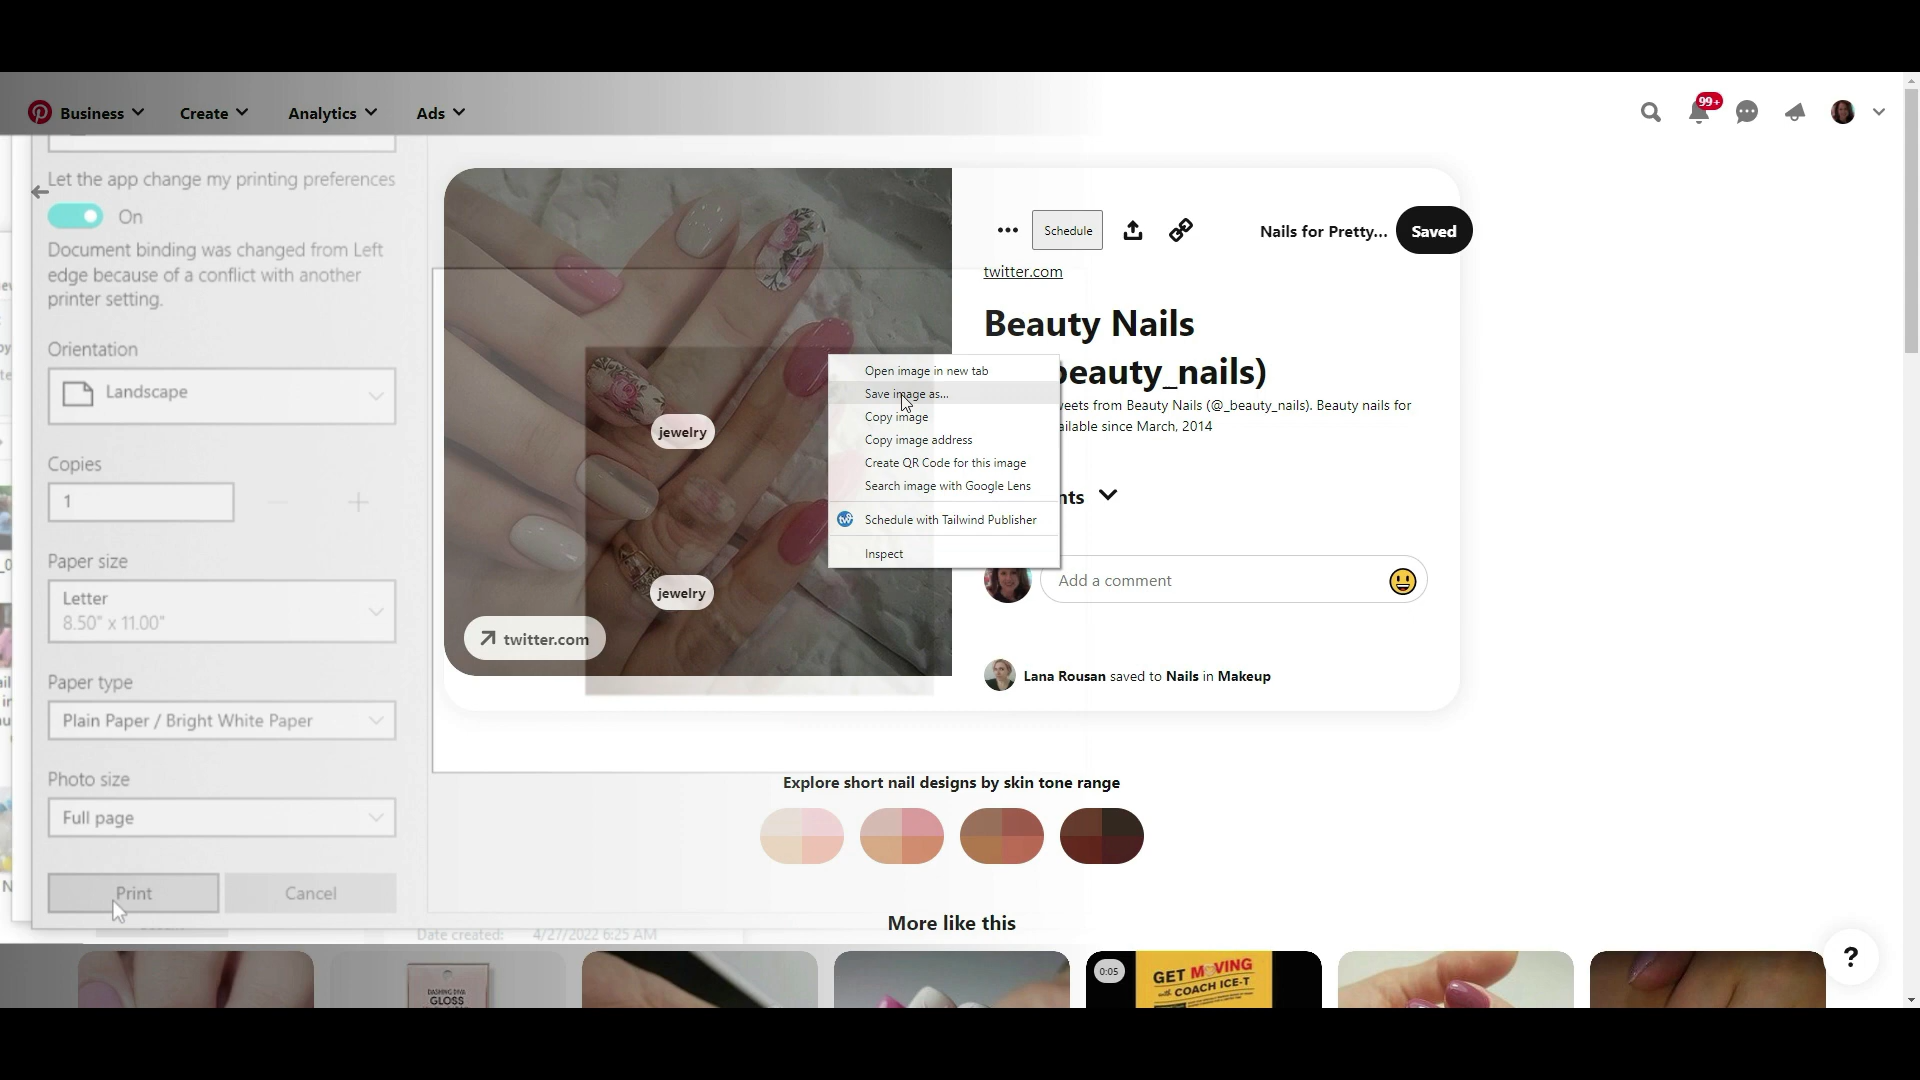 Business
Create
Analytics
Ads
99+
Let the app change my printing preferences
On
Document binding was changed from Left
edge because of a conflict with another
printer setting.
Orientation
Landscape
Copies
1
Paper size
Letter
8.50" x 11.00"
Paper type
Plain Paper / Bright White Paper
Photo size
Full page
Print
Cancel
Date created:
4/27/2022 6:25 AM
jewelry
jewelry
twitter.com
Schedule
Nails for Pretty...
Saved
twitter.com
Beauty Nails
beauty_nails)
eets from Beauty Nails (@_beauty_nails). Beauty nails for
ilable since March, 2014
nts
Open image in new tab
Save image as...
Copy image
Copy image address
Create QR Code for this image
Search image with Google Lens
tw
Schedule with Tailwind Publisher
Inspect
Add a comment
Lana Rousan saved to Nails in Makeup
Explore short nail designs by skin tone range
More like this
DASHING DIVA
GLOSS
0:05
GET MOVING
with COACH ICE-T
?